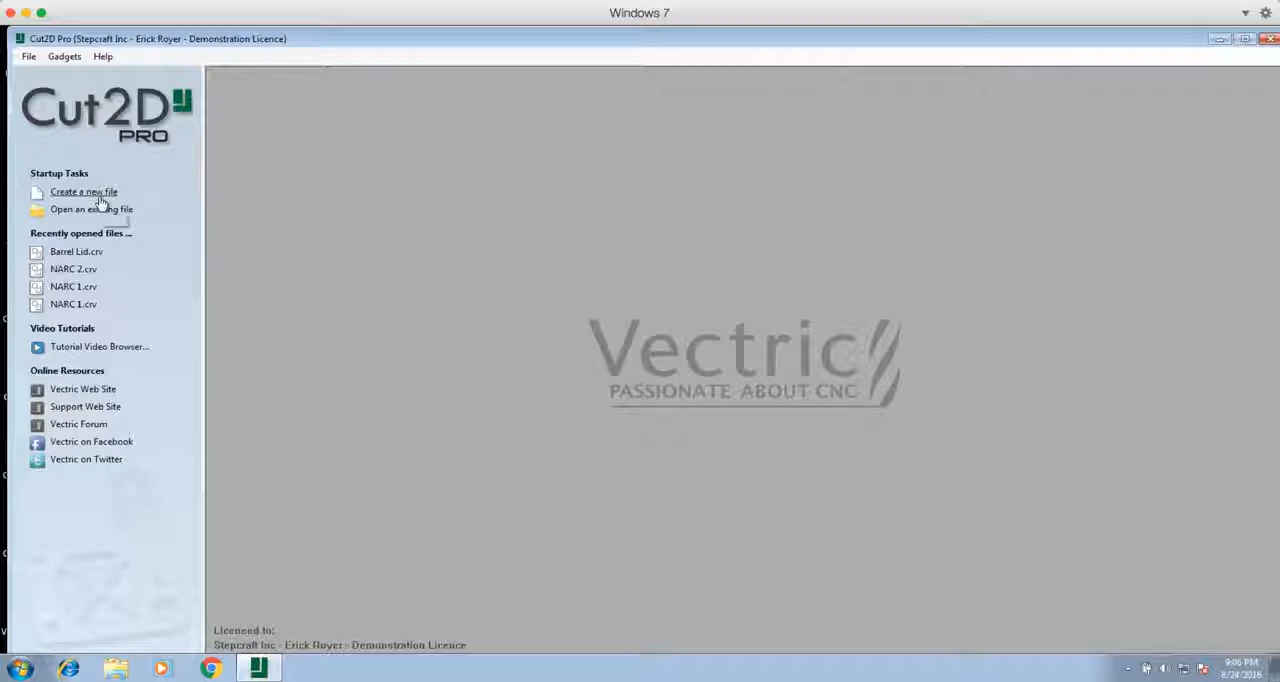 Windows 7
Cut2D Pro (Stepcraft Inc - Erick Royer - Demonstration Licence)
File Gadgets Help
Cut2D
PRO
Startup Tasks
Create a new file
Open an existing file
Recently opened files ...
Barrel Lid.crv
NARC 2.crv
NARC 1.crv
NARC 1.crv
Video Tutorials
Tutorial Video Browser...
Online Resources
Vectric Web Site
Support Web Site
Vectric Forum
Vectric on Facebook
Vectric on Twitter
Vectric
PASSIONATE ABOUT CNC
Licensed to:
Stepcraft Inc - Erick Royer - Demonstration Licence
9:06 PM
8/24/2016